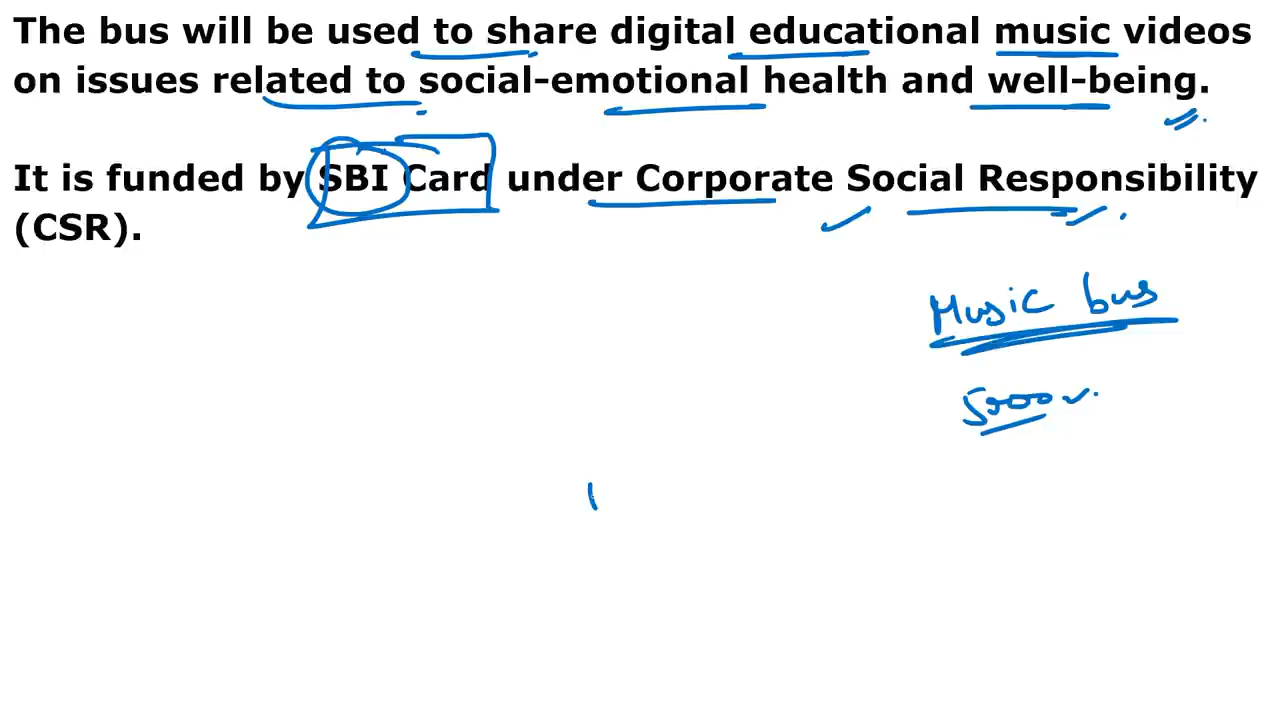 The bus will be used to share digital educational music videos
on issues related to social-emotional health and well-being.
It is funded by SBI Card under Corporate Social Responsibility
(CSR).
Music bus
5000